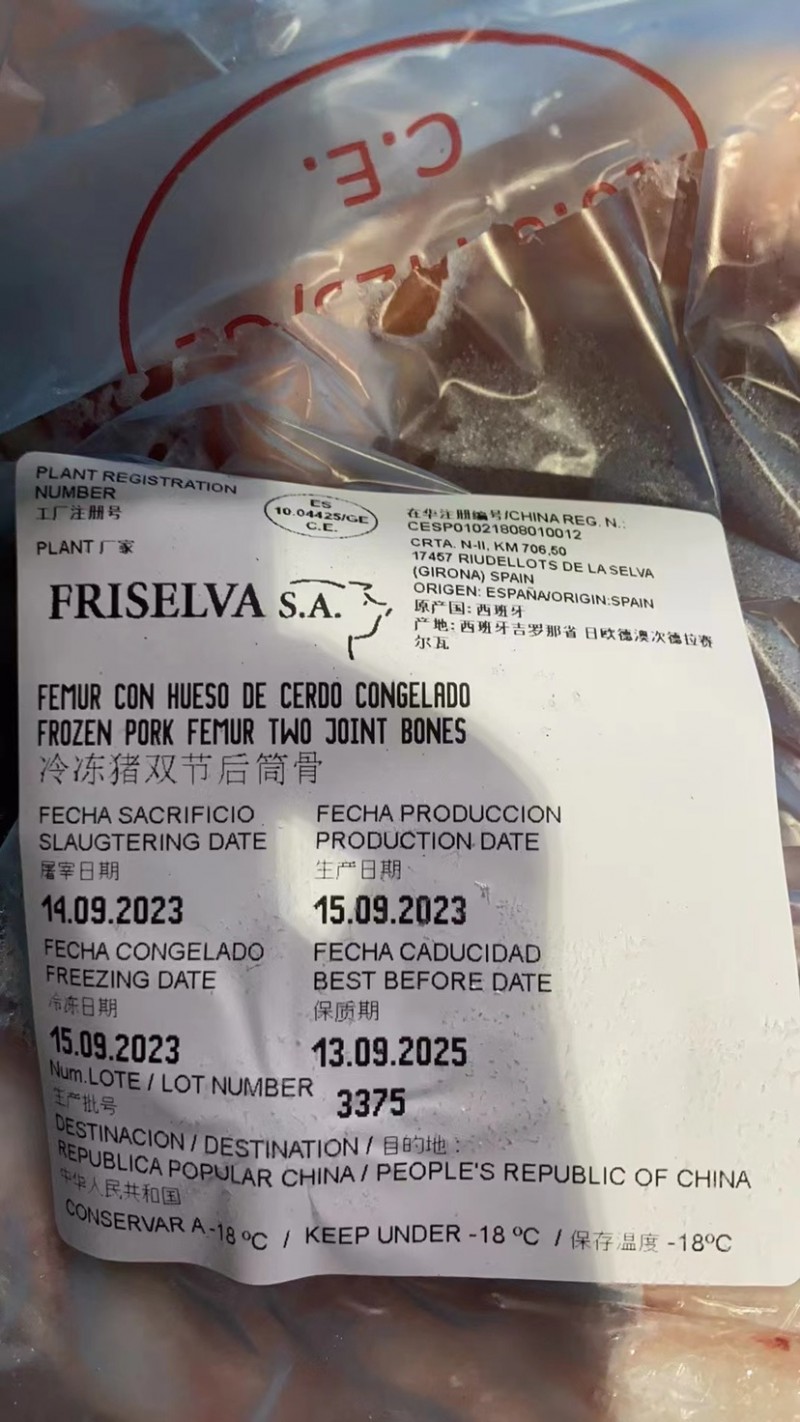 C.E.
PLANT REGISTRATION
NUMBER
工厂注册号
ES
10.04425/GE
C.E.
PLANT 厂家
FRISELVA S.A.
在华注册编号/CHINA REG. N.:
CESP01021808010012
CRTA. N-II, KM 706,50
17457 RIUDELLOTS DE LA SELVA
(GIRONA) SPAIN
ORIGEN: ESPAÑA/ORIGIN:SPAIN
原产国: 西班牙
产地: 西班牙吉罗那省 日欧德澳次德拉赛
尔瓦
FEMUR CON HUESO DE CERDO CONGELADO
FROZEN PORK FEMUR TWO JOINT BONES
冷冻猪双节后筒骨
FECHA SACRIFICIO
SLAUGTERING DATE
屠宰日期
14.09.2023
FECHA PRODUCCION
PRODUCTION DATE
生产日期
15.09.2023
FECHA CONGELADO
FREEZING DATE
冷冻日期
15.09.2023
FECHA CADUCIDAD
BEST BEFORE DATE
保质期
13.09.2025
Num.LOTE / LOT NUMBER
生产批号
3375
DESTINACION / DESTINATION / 目的地 :
REPUBLICA POPULAR CHINA / PEOPLE'S REPUBLIC OF CHINA
中华人民共和国
CONSERVAR A -18 ºC / KEEP UNDER -18 ºC / 保存温度 -18ºC